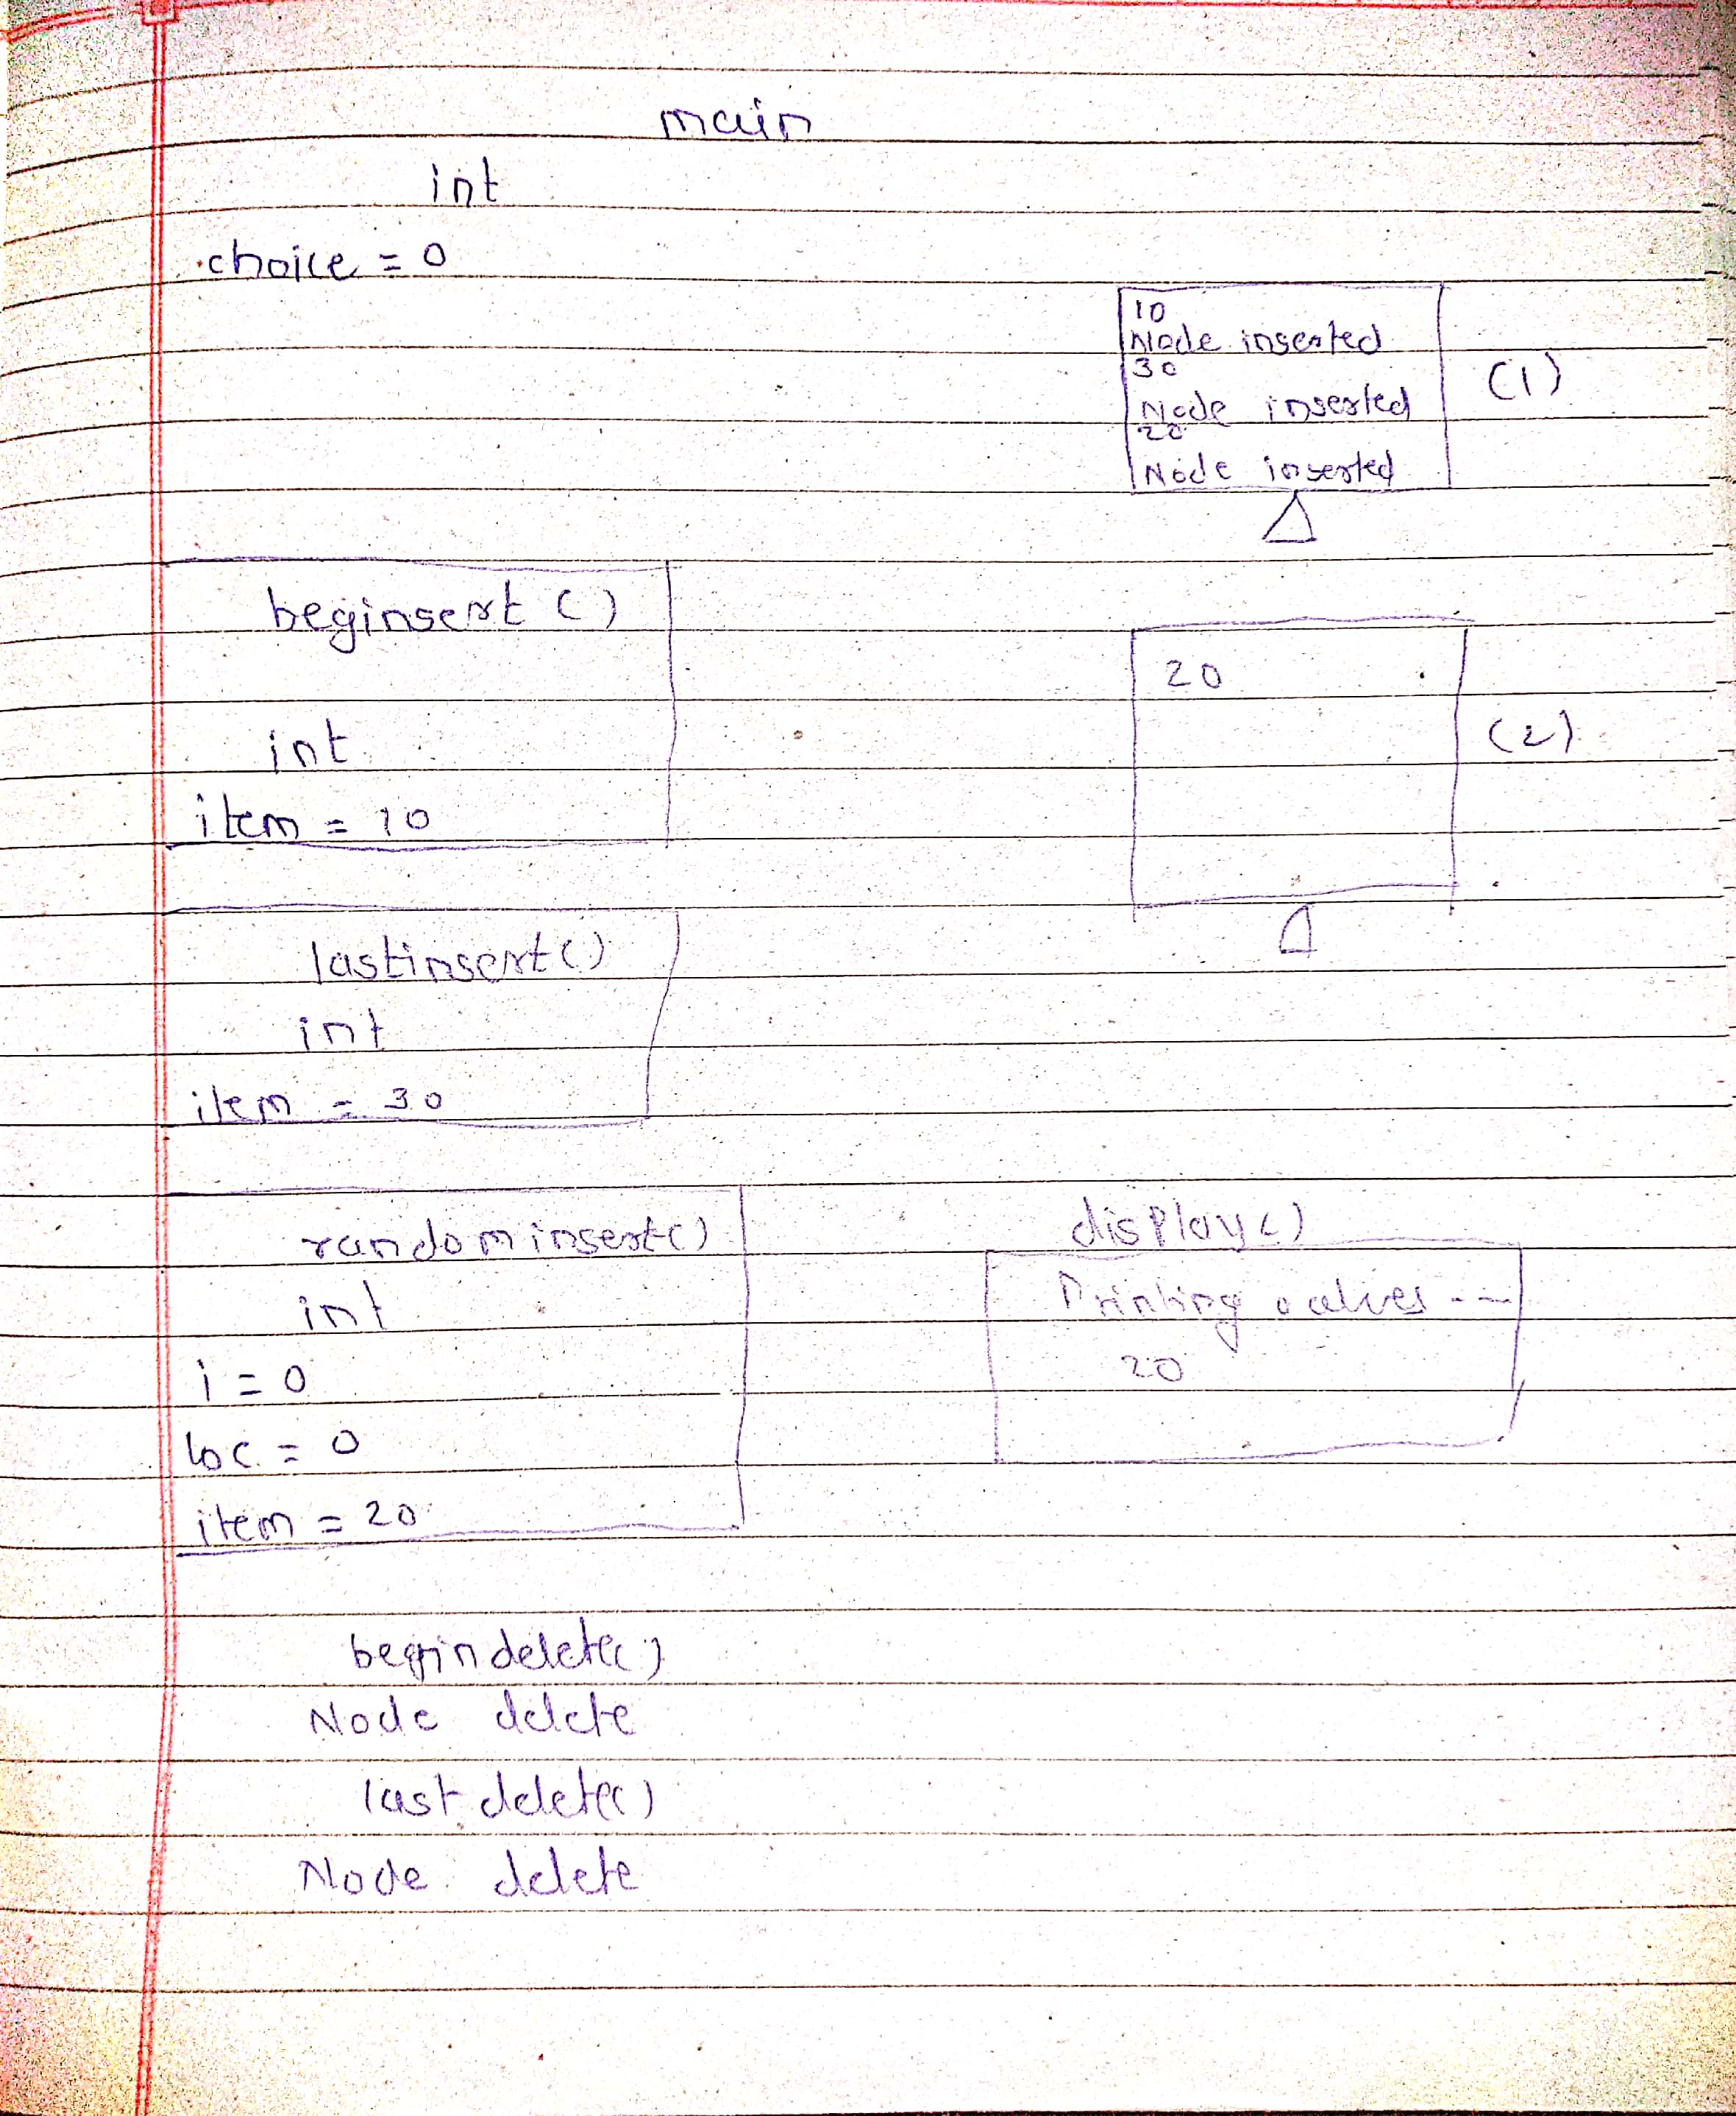 main
int
choice = 0
10
Node inserted
30
Node inserted
20
Node inserted
(1)
beginsert ()
int
item = 10
20
(2)
lastinsert()
int
item = 30
randominsert()
int
i = 0
loc = 0
item = 20
display()
Printing values ---
20
begindelete()
Node delete
last delete()
Node delete